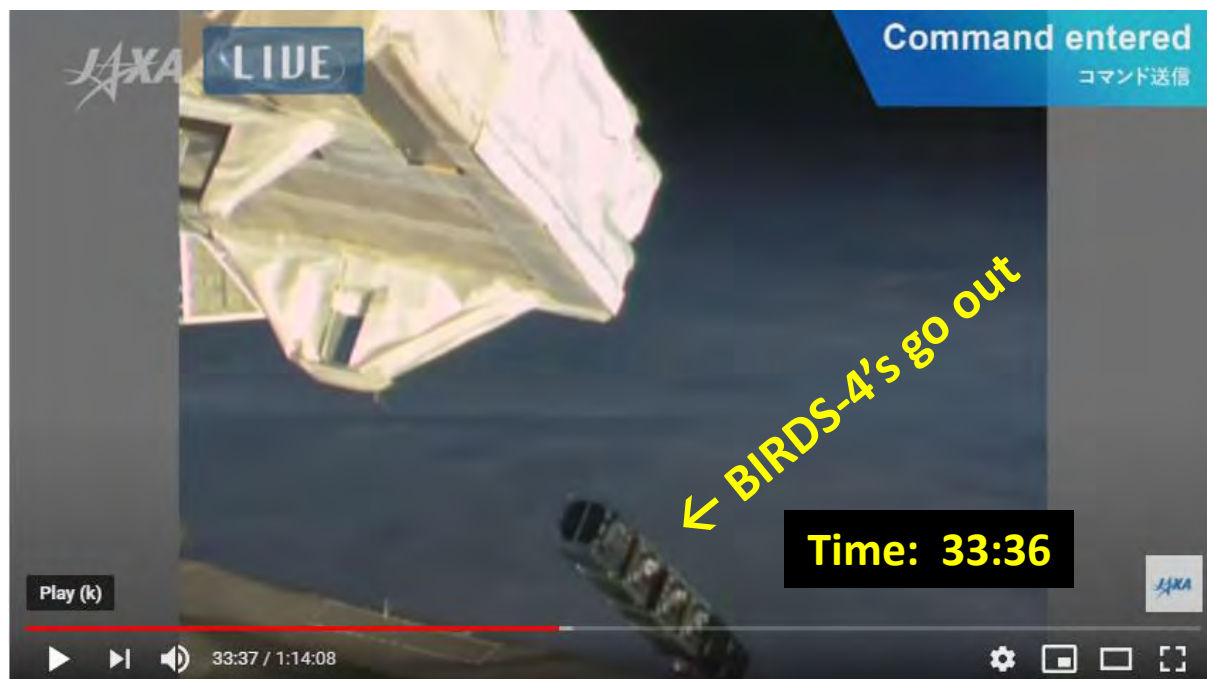 JAXA
LIVE
Command entered
コマンド送信
← BIRDS-4's go out
Time: 33:36
JAXA
Play (k)
33:37 / 1:14:08